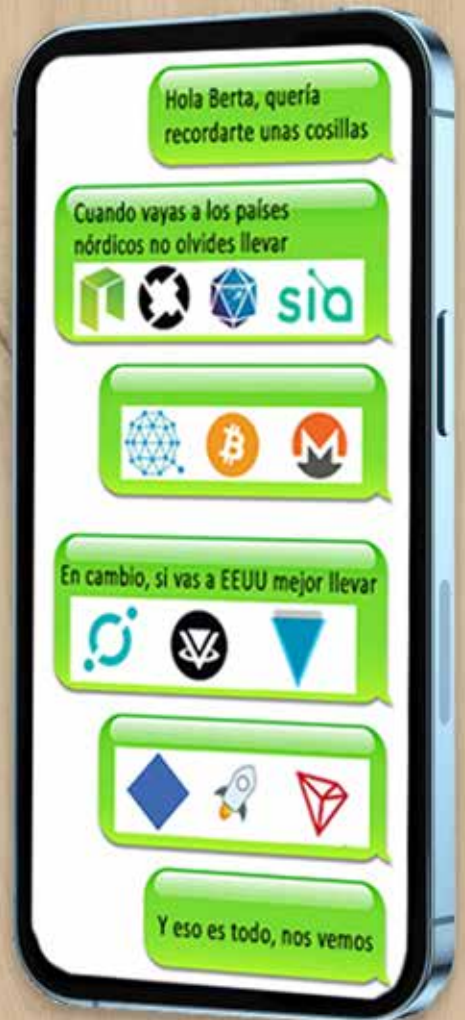 Hola Berta, quería
recordarte unas cosillas
Cuando vayas a los países
nórdicos no olvides llevar
sia
En cambio, si vas a EEUU mejor llevar
Y eso es todo, nos vemos